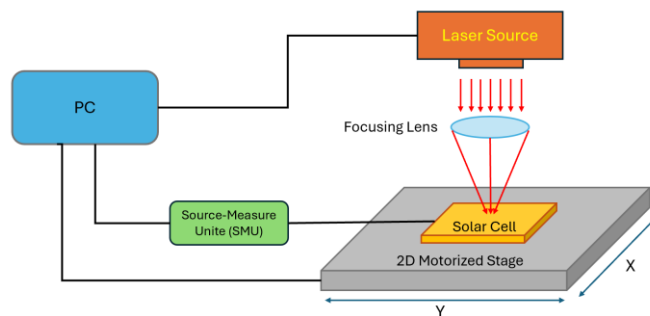 Laser Source
PC
Focusing Lens
Source-Measure
Unite (SMU)
Solar Cell
2D Motorized Stage
X
Y